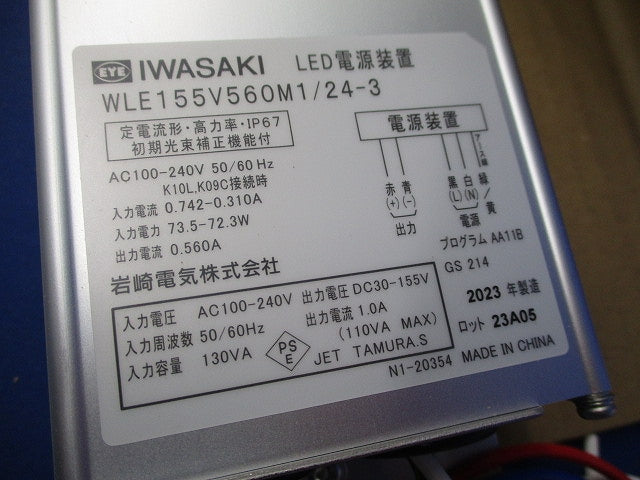 EYE IWASAKI LED電源装置
WLE155V560M1/24-3
定電流形・高力率・IP67
初期光束補正機能付
AC100-240V 50/60Hz
K10L,K09C接続時
入力電流 0.742-0.310A
入力電力 73.5-72.3W
出力電流 0.560A
岩崎電気株式会社
電源装置
アース線
赤 青 黒 白 緑/黄
(+) (-) (L) (N)
出力 電源
プログラム AA11B
GS 214
2023 年製造
ロット 23A05
入力電圧 AC100-240V 出力電圧 DC30-155V
入力周波数 50/60Hz 出力電流 1.0A
入力容量 130VA (110VA MAX)
PSE JET TAMURA.S
N1-20354 MADE IN CHINA